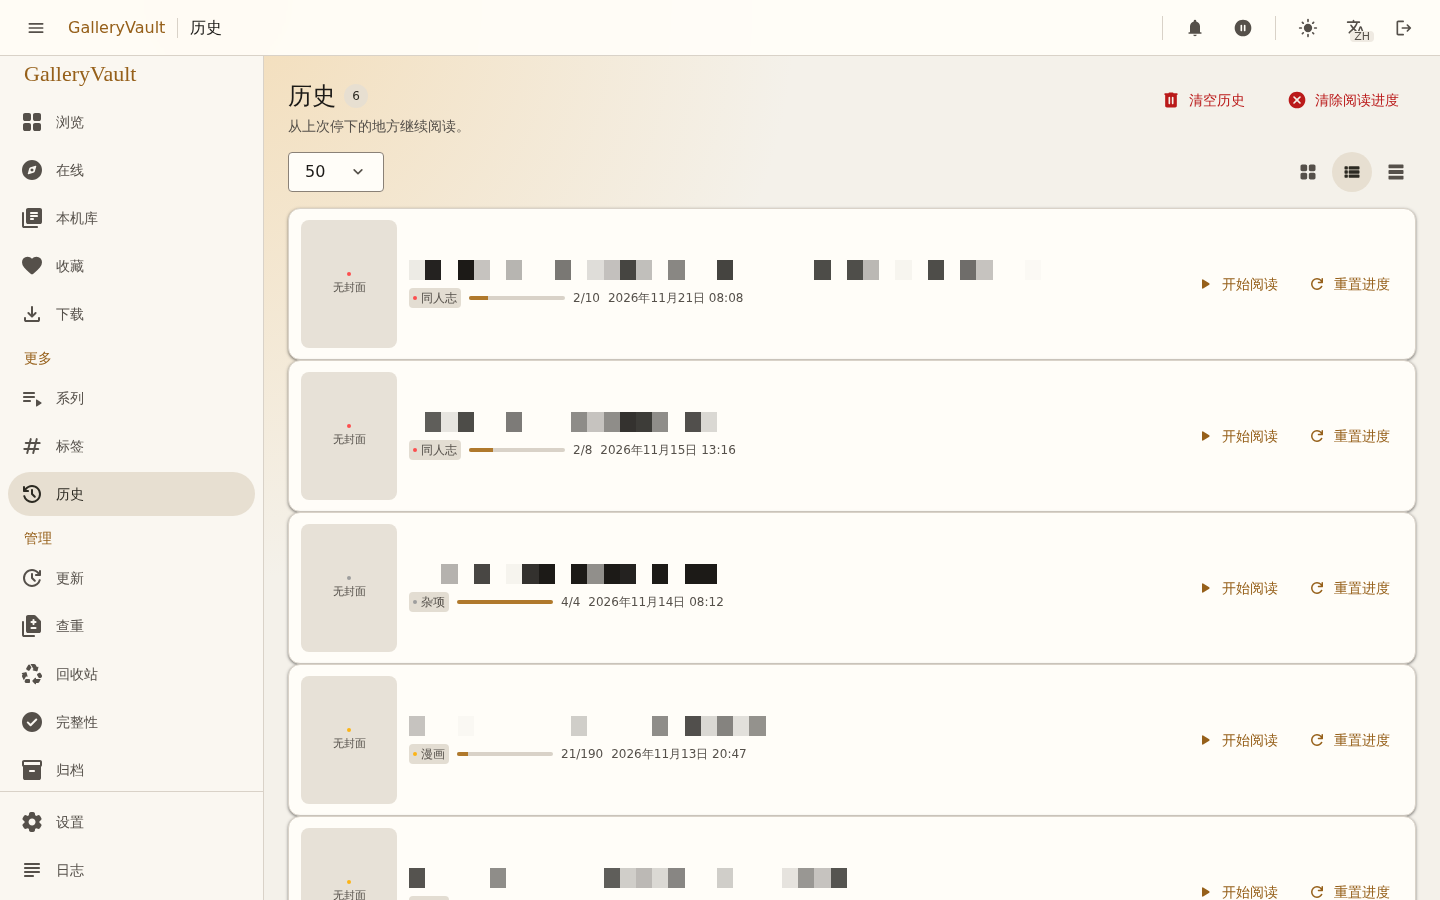 GalleryVault
历史
ZH
GalleryVault
浏览
在线
本机库
收藏
下载
更多
系列
标签
历史
管理
更新
查重
回收站
完整性
归档
设置
日志
历史 6
从上次停下的地方继续阅读。
清空历史
清除阅读进度
50
无封面
同人志 2/10 2026年11月21日 08:08
开始阅读
重置进度
无封面
同人志 2/8 2026年11月15日 13:16
开始阅读
重置进度
无封面
杂项 4/4 2026年11月14日 08:12
开始阅读
重置进度
无封面
漫画 21/190 2026年11月13日 20:47
开始阅读
重置进度
无封面
开始阅读
重置进度